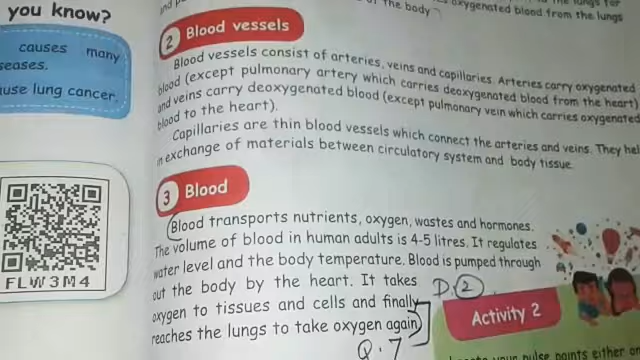 you know?
causes many
seases.
use lung cancer.
FLW3M4
the lungs for
and p
of the body
oxygenated blood from the lungs
2 Blood vessels
Blood vessels consist of arteries, veins and capillaries. Arteries carry oxygenated
blood (except pulmonary artery which carries deoxygenated blood from the heart)
and veins carry deoxygenated blood (except pulmonary vein which carries oxygenated
blood to the heart).
Capillaries are thin blood vessels which connect the arteries and veins. They hel
in exchange of materials between circulatory system and body tissue.
3 Blood
Blood transports nutrients, oxygen, wastes and hormones.
The volume of blood in human adults is 4-5 litres. It regulates
water level and the body temperature. Blood is pumped through
out the body by the heart. It takes
oxygen to tissues and cells and finally
reaches the lungs to take oxygen again.
D.2
Q.7
Activity 2
pulse points either on